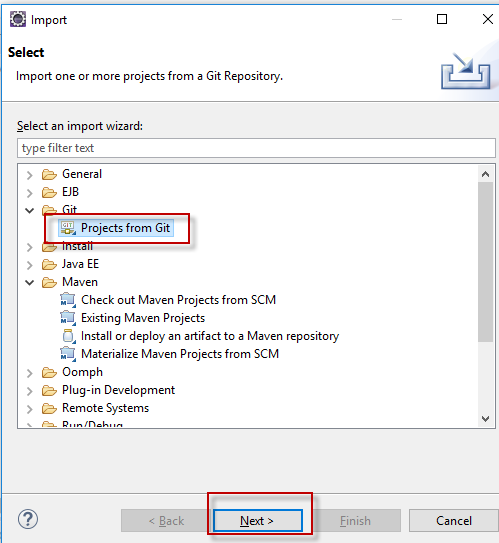 Import
Select
Import one or more projects from a Git Repository.
Select an import wizard:
type filter text
General
EJB
Git
GIT Projects from Git
Install
Java EE
Maven
Check out Maven Projects from SCM
Existing Maven Projects
Install or deploy an artifact to a Maven repository
Materialize Maven Projects from SCM
Oomph
Plug-in Development
Remote Systems
Run/Debug
? < Back Next > Finish Cancel